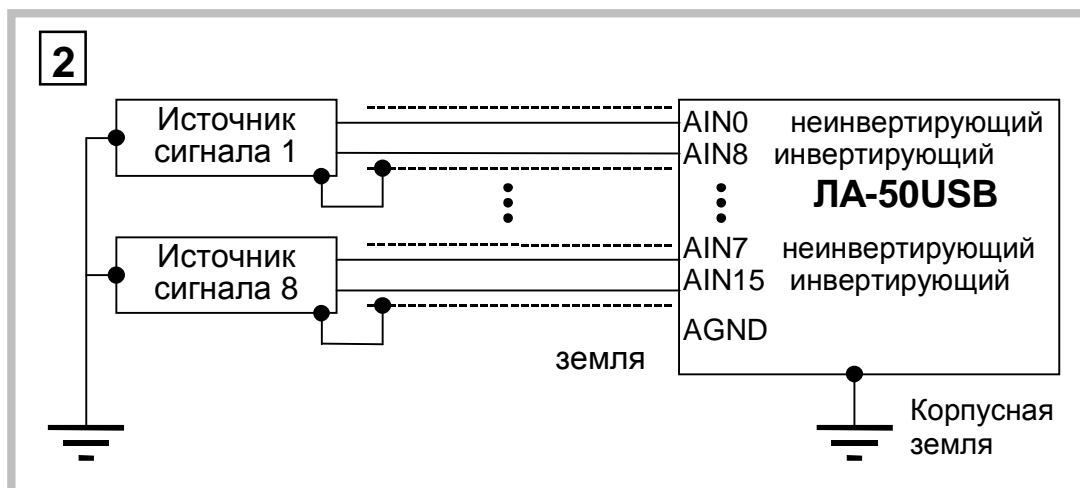 2
Источник
сигнала 1
AIN0 неинвертирующий
AIN8 инвертирующий
ЛА-50USB
Источник
сигнала 8
AIN7 неинвертирующий
AIN15 инвертирующий
AGND
земля
Корпусная
земля